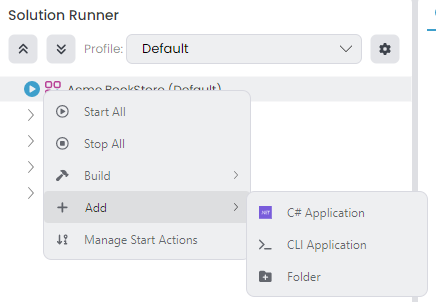 Solution Runner
Profile: Default
Acme.BookStore (Default)
Start All
Stop All
Build
Add
Manage Start Actions
.NET C# Application
CLI Application
Folder